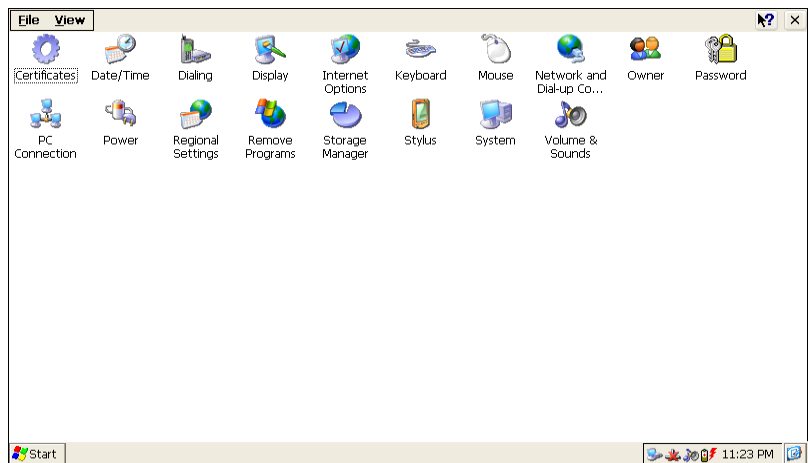 File View
?
Certificates Date/Time Dialing Display Internet Options Keyboard Mouse Network and Dial-up Co... Owner Password
PC Connection Power Regional Settings Remove Programs Storage Manager Stylus System Volume & Sounds
Start 11:23 PM